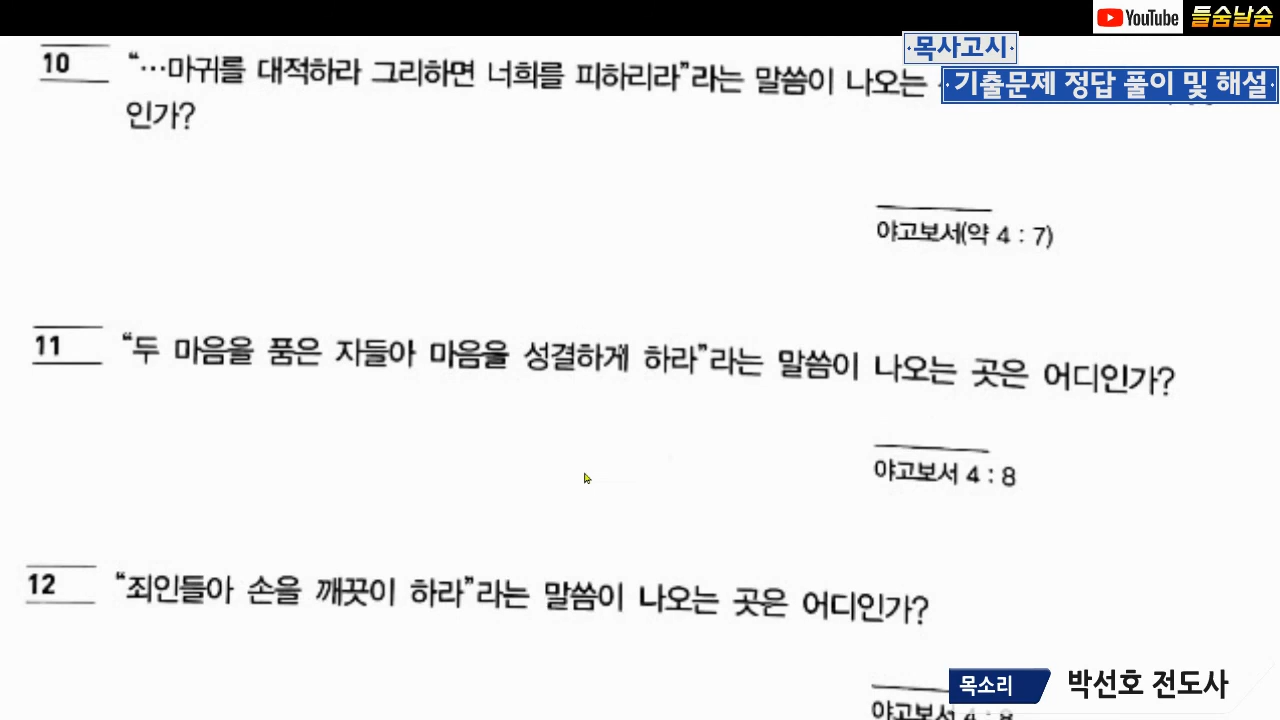 YouTube 들숨날숨
목사고시
기출문제 정답 풀이 및 해설
10 “…마귀를 대적하라 그리하면 너희를 피하리라”라는 말씀이 나오는
인가?
야고보서(약 4 : 7)
11 “두 마음을 품은 자들아 마음을 성결하게 하라”라는 말씀이 나오는 곳은 어디인가?
야고보서 4 : 8
12 “죄인들아 손을 깨끗이 하라”라는 말씀이 나오는 곳은 어디인가?
야고보서 4 : 8
목소리 박선호 전도사